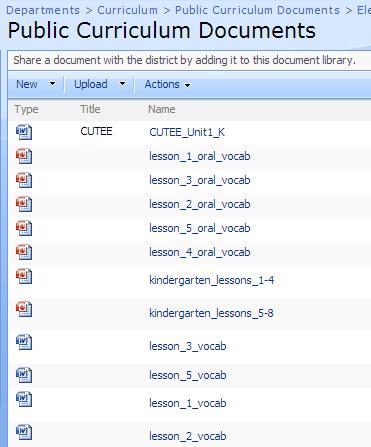 Departments > Curriculum > Public Curriculum Documents > Ele
Public Curriculum Documents
Share a document with the district by adding it to this document library.
New Upload Actions
Type Title Name
CUTEE CUTEE_Unit1_K
lesson_1_oral_vocab
lesson_3_oral_vocab
lesson_2_oral_vocab
lesson_5_oral_vocab
lesson_4_oral_vocab
kindergarten_lessons_1-4
kindergarten_lessons_5-8
lesson_3_vocab
lesson_5_vocab
lesson_1_vocab
lesson_2_vocab